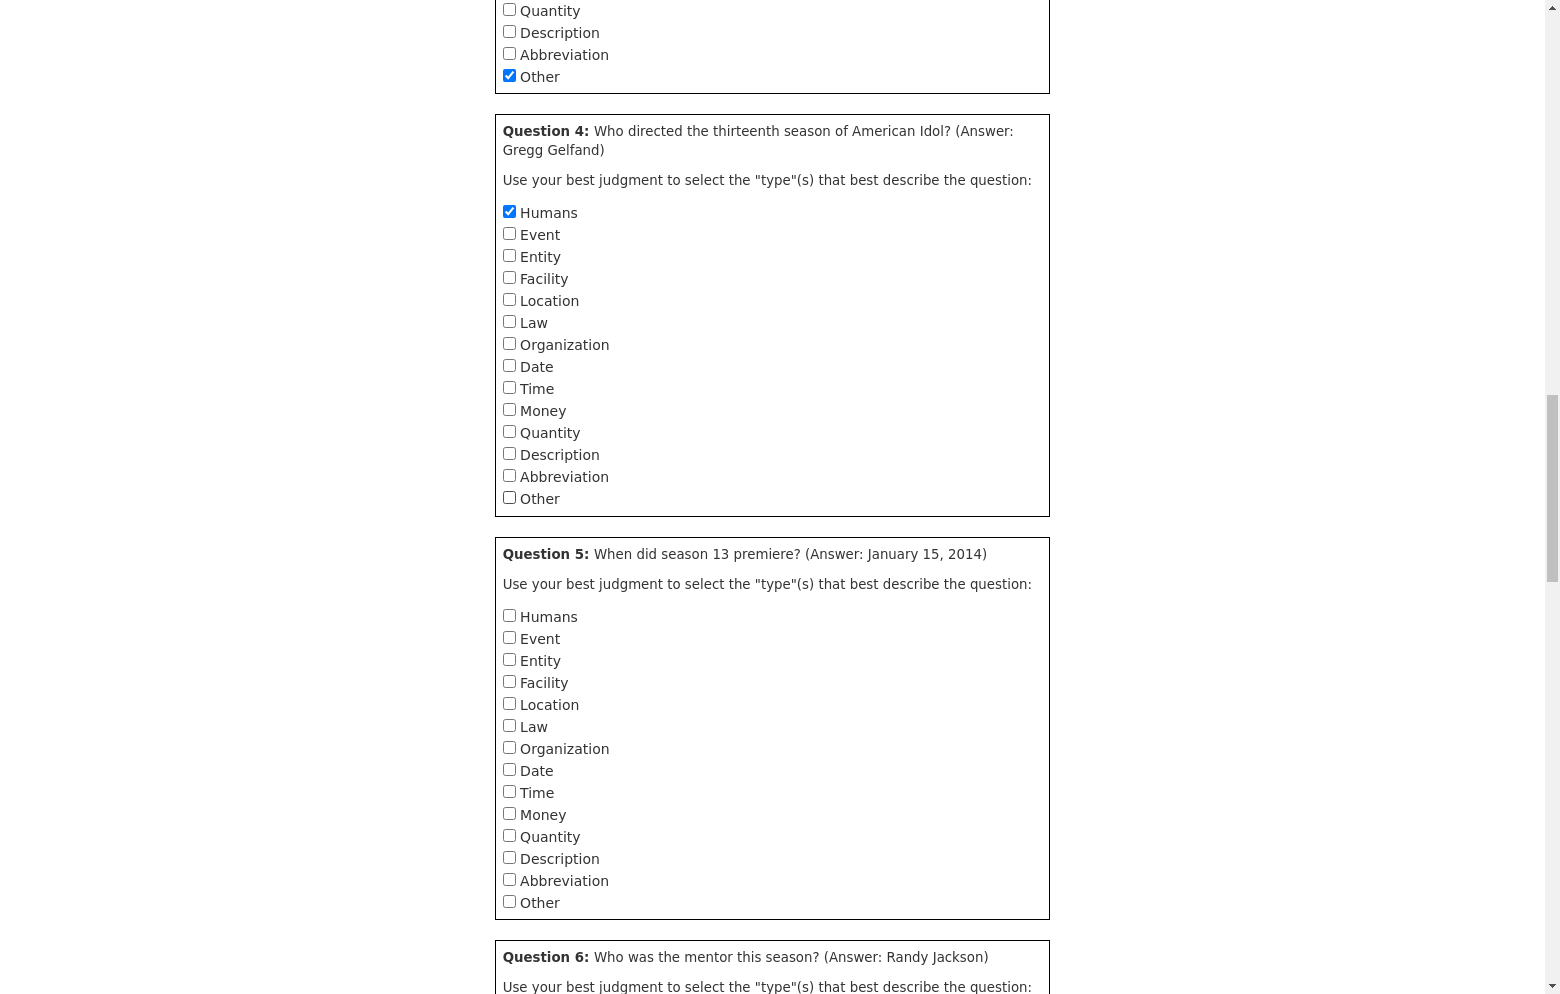 Quantity
Description
Abbreviation
Other
Question 4: Who directed the thirteenth season of American Idol? (Answer:
Gregg Gelfand)
Use your best judgment to select the "type"(s) that best describe the question:
Humans
Event
Entity
Facility
Location
Law
Organization
Date
Time
Money
Quantity
Description
Abbreviation
Other
Question 5: When did season 13 premiere? (Answer: January 15, 2014)
Use your best judgment to select the "type"(s) that best describe the question:
Humans
Event
Entity
Facility
Location
Law
Organization
Date
Time
Money
Quantity
Description
Abbreviation
Other
Question 6: Who was the mentor this season? (Answer: Randy Jackson)
Use your best judgment to select the "type"(s) that best describe the question: